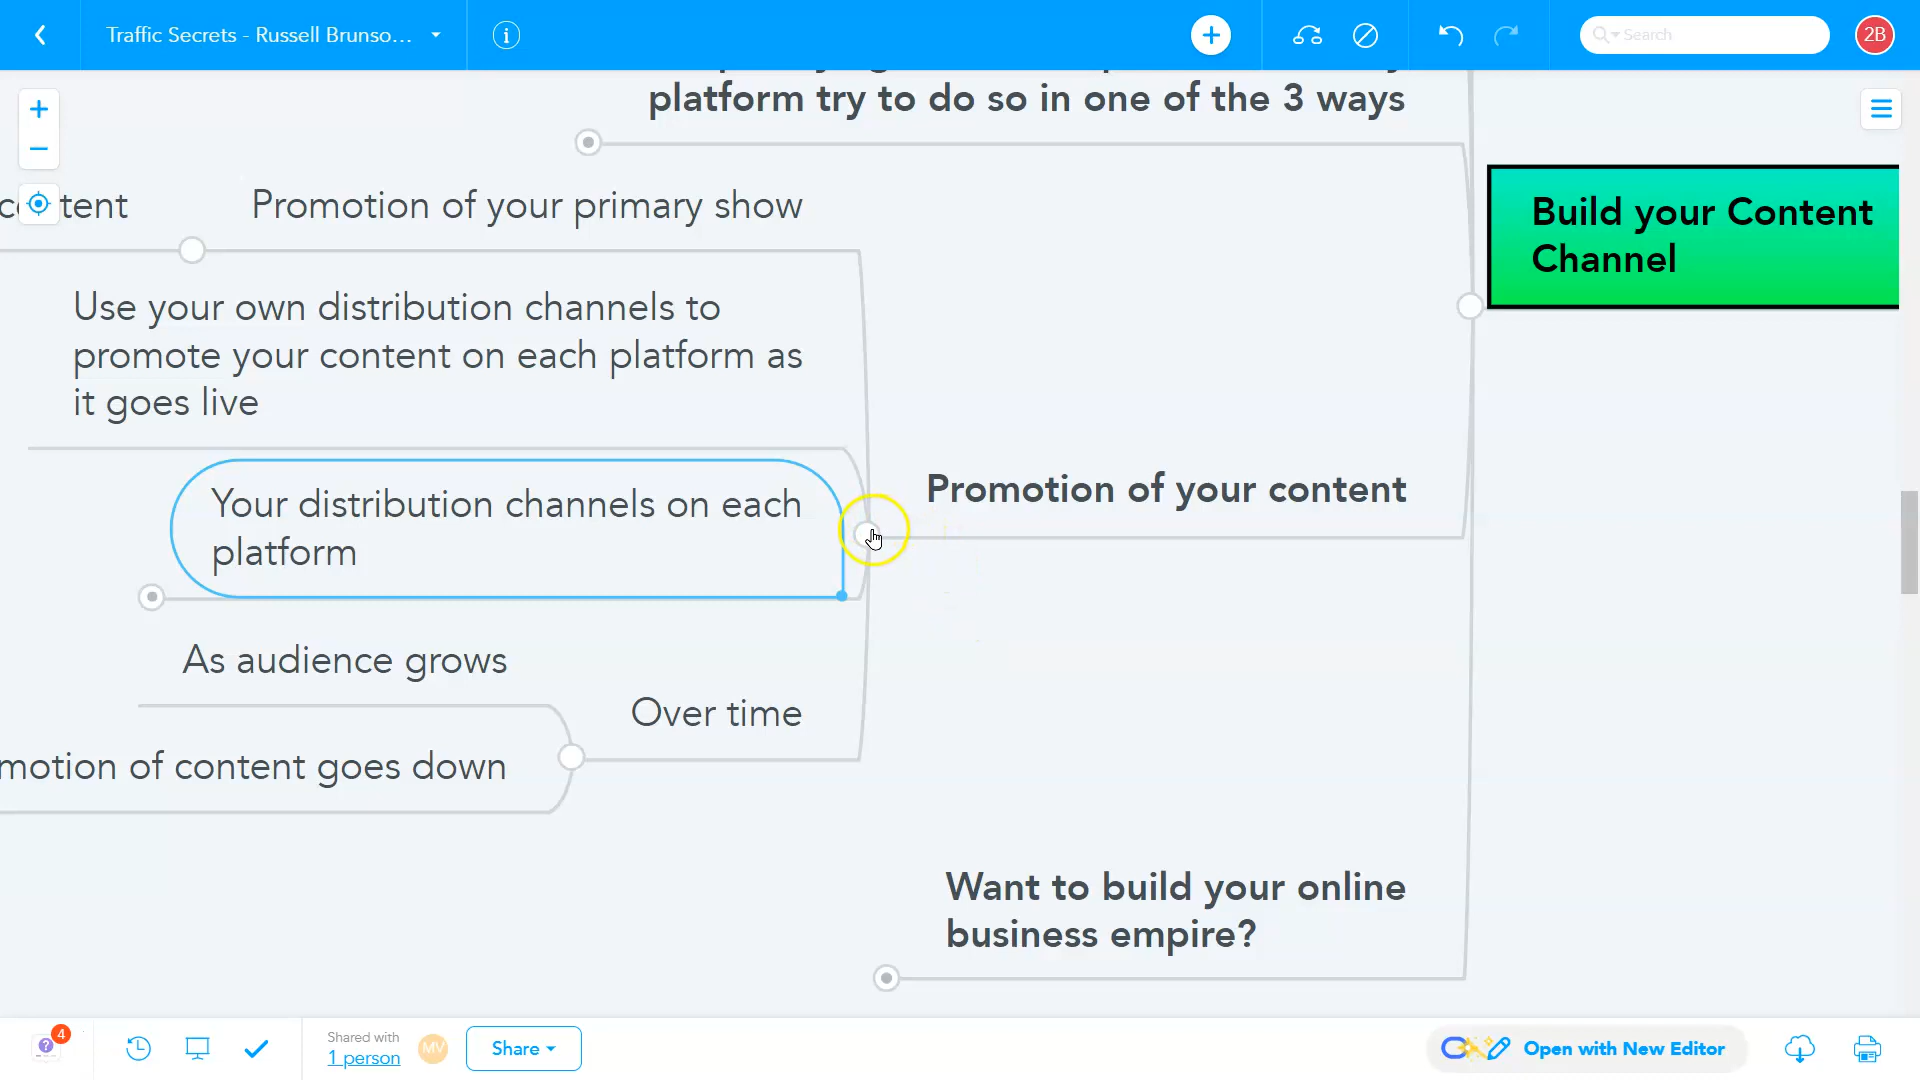 Traffic Secrets - Russell Brunso...
Search
2B
platform try to do so in one of the 3 ways
tent
Promotion of your primary show
Build your Content
Channel
Use your own distribution channels to
promote your content on each platform as
it goes live
Your distribution channels on each
platform
Promotion of your content
As audience grows
Over time
motion of content goes down
Want to build your online
business empire?
4
Shared with
1 person
MV
Share
Open with New Editor